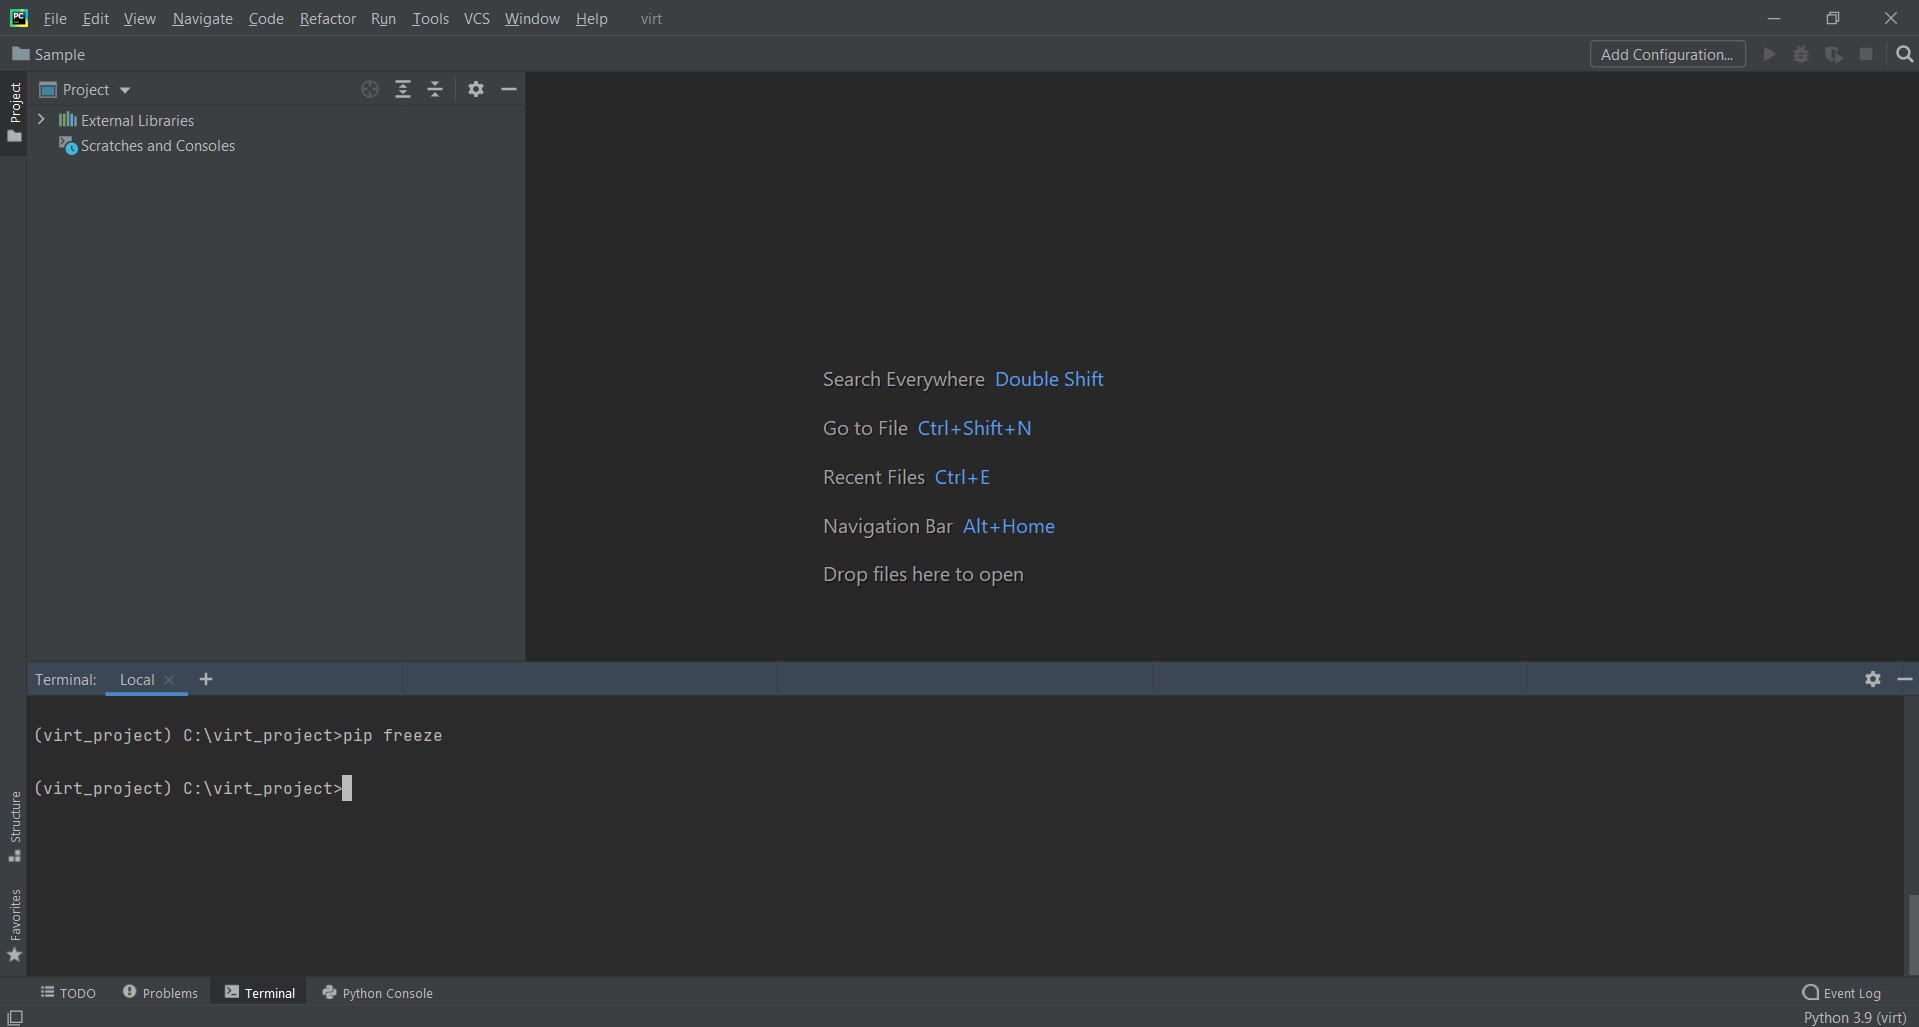 PC File Edit View Navigate Code Refactor Run Tools VCS Window Help virt
Sample Add Configuration...
Project
Project
External Libraries
Scratches and Consoles
Search Everywhere Double Shift
Go to File Ctrl+Shift+N
Recent Files Ctrl+E
Navigation Bar Alt+Home
Drop files here to open
Terminal: Local
(virt_project) C:\virt_project>pip freeze
(virt_project) C:\virt_project>
Structure
Favorites
TODO Problems Terminal Python Console Event Log
Python 3.9 (virt)